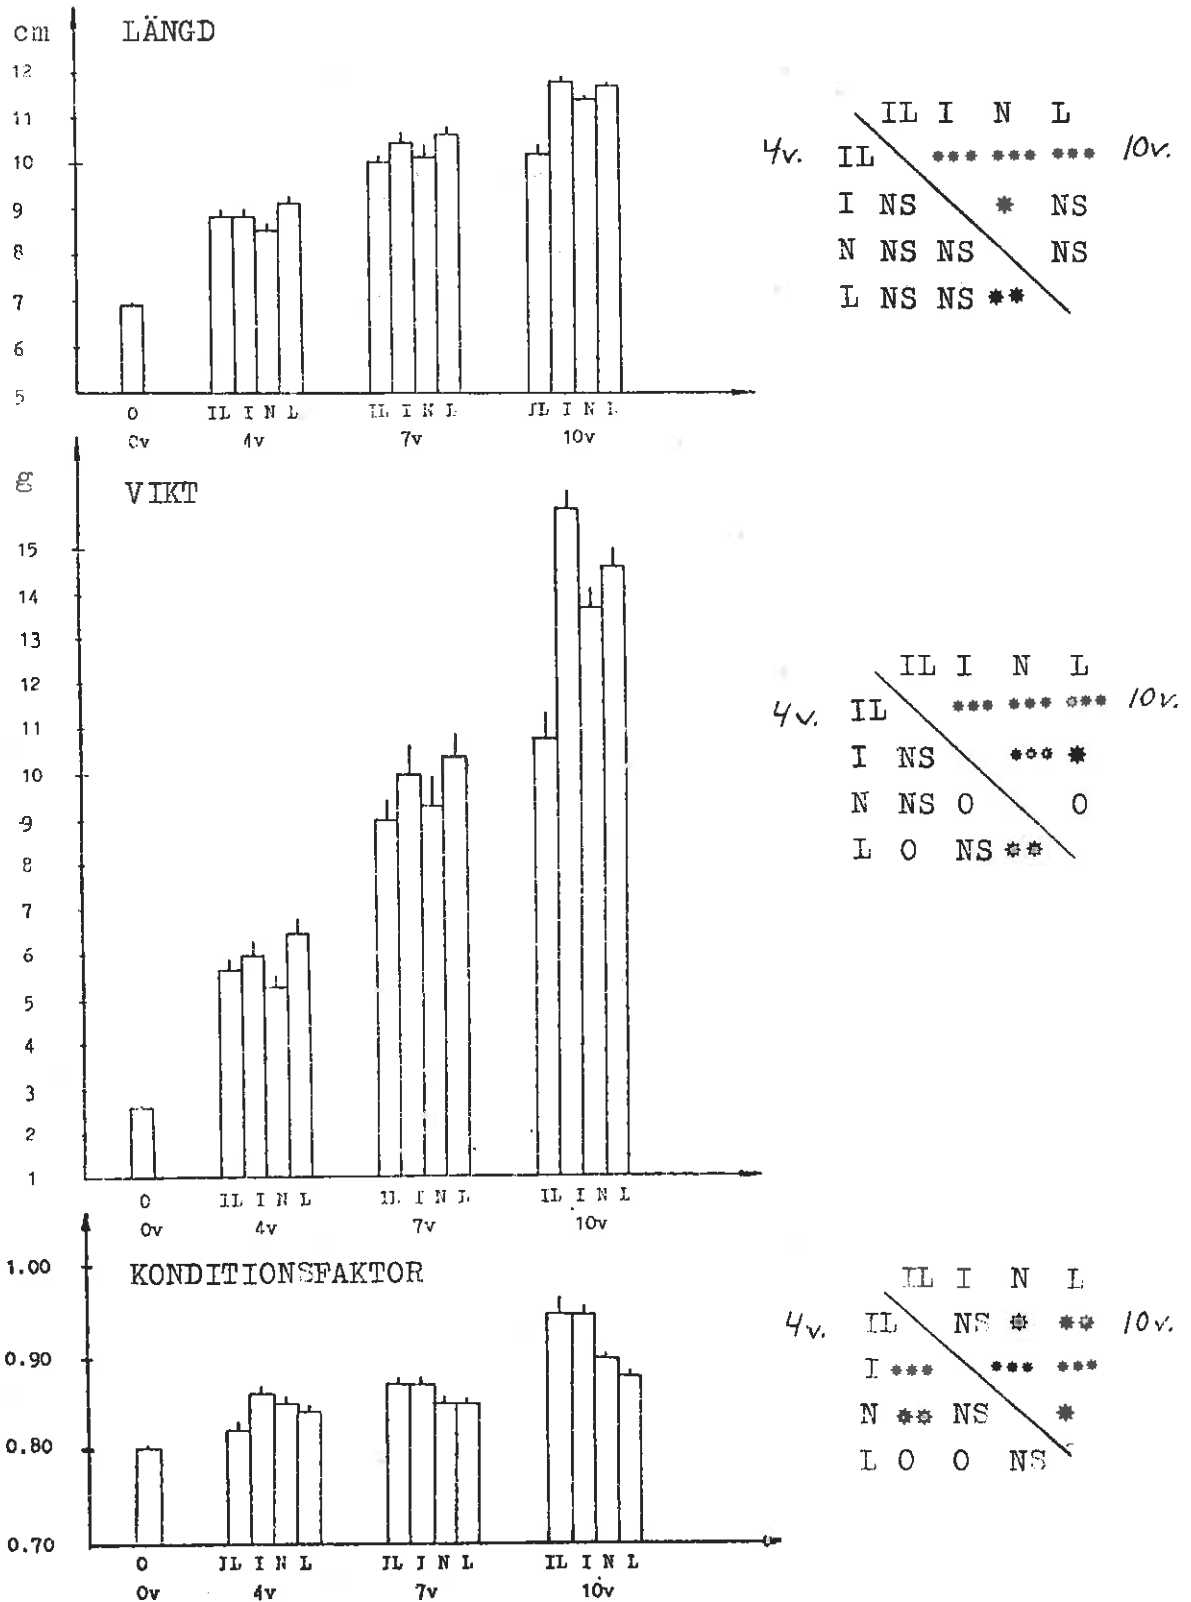 cm LÄNGD
12
11
10
9
8
7
6
5
O IL I N L IL I N L IL I N L
0v 4v 7v 10v
IL I N L
4v. IL *** *** *** 10v.
I NS * NS
N NS NS NS
L NS NS **
g VIKT
15
14
13
12
11
10
9
8
7
6
5
4
3
2
1
O IL I N L IL I N L IL I N L
0v 4v 7v 10v
IL I N L
4v. IL *** *** *** 10v.
I NS *** *
N NS O O
L O NS **
KONDITIONSFAKTOR
1.00
0.90
0.80
0.70
O IL I N L IL I N L IL I N L
0v 4v 7v 10v
IL I N L
4v. IL NS * ** 10v.
I *** *** ***
N ** NS *
L O O NS